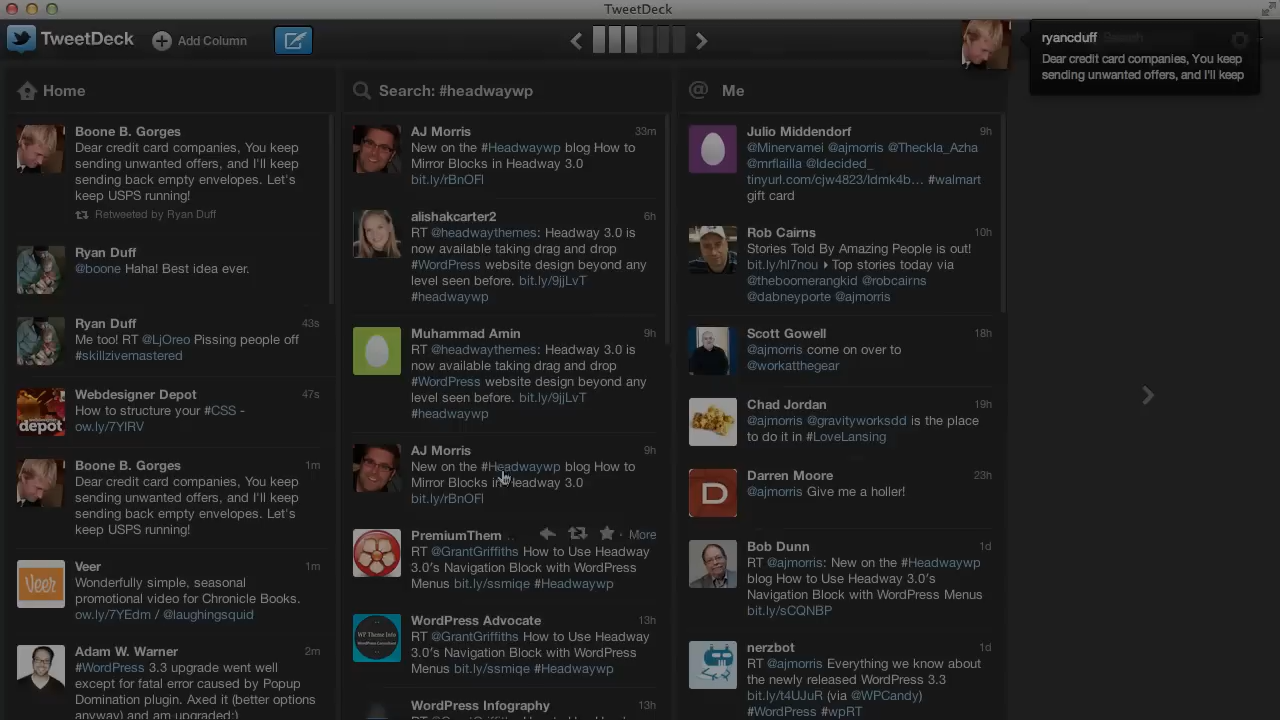 TweetDeck
TweetDeck
Add Column
ryancduff Search
Dear credit card companies, You keep
sending unwanted offers, and I'll keep
Home
Boone B. Gorges
Dear credit card companies, You keep
sending unwanted offers, and I'll keep
sending back empty envelopes. Let's
keep USPS running!
Retweeted by Ryan Duff
Ryan Duff
@boone Haha! Best idea ever.
Ryan Duff 43s
Me too! RT @LjOreo Pissing people off
#skillzivemastered
Webdesigner Depot 47s
How to structure your #CSS -
ow.ly/7YIRV
depot
Boone B. Gorges 1m
Dear credit card companies, You keep
sending unwanted offers, and I'll keep
sending back empty envelopes. Let's
keep USPS running!
Veer 1m
Wonderfully simple, seasonal
promotional video for Chronicle Books.
ow.ly/7YEdm / @laughingsquid
Veer
Adam W. Warner 2m
#WordPress 3.3 upgrade went well
except for fatal error caused by Popup
Domination plugin. Axed it (better options
anyway) and am upgraded:)
Search: #headwaywp
AJ Morris 33m
New on the #Headwaywp blog How to
Mirror Blocks in Headway 3.0
bit.ly/rBnOFl
alishakcarter2 6h
RT @headwaythemes: Headway 3.0 is
now available taking drag and drop
#WordPress website design beyond any
level seen before. bit.ly/9jjLvT
#headwaywp
Muhammad Amin 9h
RT @headwaythemes: Headway 3.0 is
now available taking drag and drop
#WordPress website design beyond any
level seen before. bit.ly/9jjLvT
#headwaywp
AJ Morris 9h
New on the #Headwaywp blog How to
Mirror Blocks in Headway 3.0
bit.ly/rBnOFl
PremiumThem .. More
RT @GrantGriffiths How to Use Headway
3.0's Navigation Block with WordPress
Menus bit.ly/ssmiqe #Headwaywp
WordPress Advocate 13h
RT @GrantGriffiths How to Use Headway
3.0's Navigation Block with WordPress
Menus bit.ly/ssmiqe #Headwaywp
WP Theme Info
WordPress Infography 13h
@ Me
Julio Middendorf 9h
@Minervamei @ajmorris @Theckla_Azha
@mrflailla @Idecided_
tinyurl.com/cjw4823/Idmk4b… #walmart
gift card
Rob Cairns 10h
Stories Told By Amazing People is out!
bit.ly/hI7nou ▸ Top stories today via
@theboomerangkid @robcairns
@dabneyporte @ajmorris
Scott Gowell 18h
@ajmorris come on over to
@workatthegear
Chad Jordan 19h
@ajmorris @gravityworksdd is the place
to do it in #LoveLansing
Darren Moore 23h
@ajmorris Give me a holler!
D
Bob Dunn 1d
RT @ajmorris: New on the #Headwaywp
blog How to Use Headway 3.0's
Navigation Block with WordPress Menus
bit.ly/sCQNBP
nerzbot 1d
RT @ajmorris Everything we know about
the newly released WordPress 3.3
bit.ly/t4UJuR (via @WPCandy)
#WordPress #wpRT